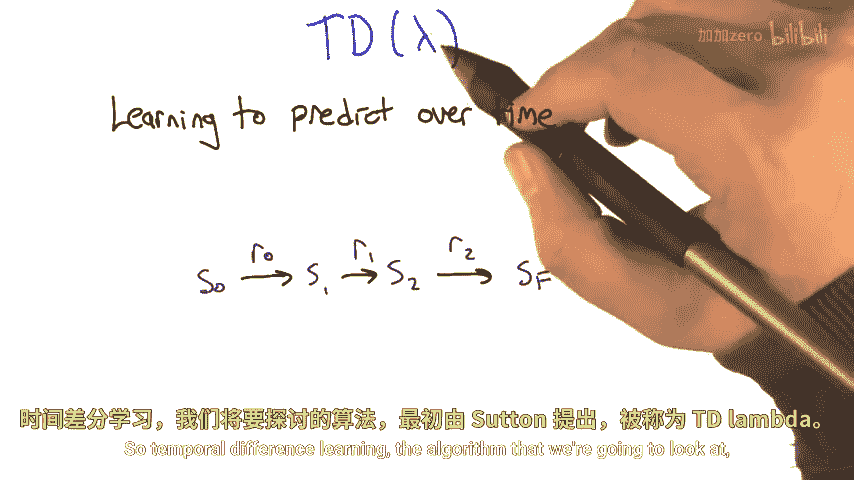 TD(λ)
加加zero bilibili
Learning to predict over time
r₀ r₁ r₂
S₀ → S₁ → S₂ → S_F
时间差分学习，我们将要探讨的算法，最初由 Sutton 提出，被称为 TD lambda。
So temporal difference learning, the algorithm that we're going to look at,